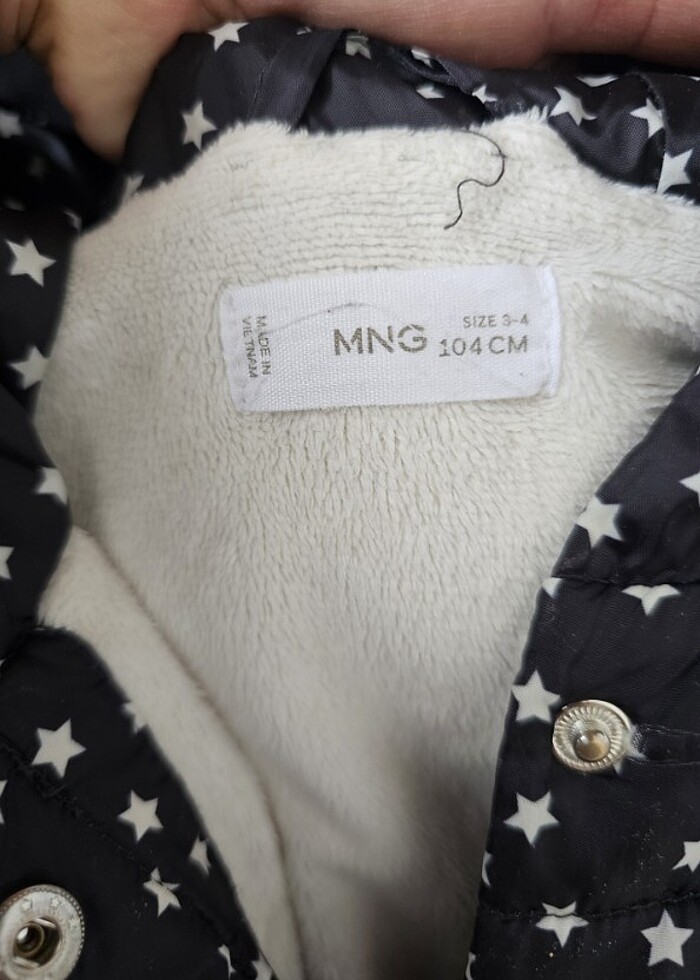 MADE IN
VIETNAM
MNG
SIZE 3-4
104 CM